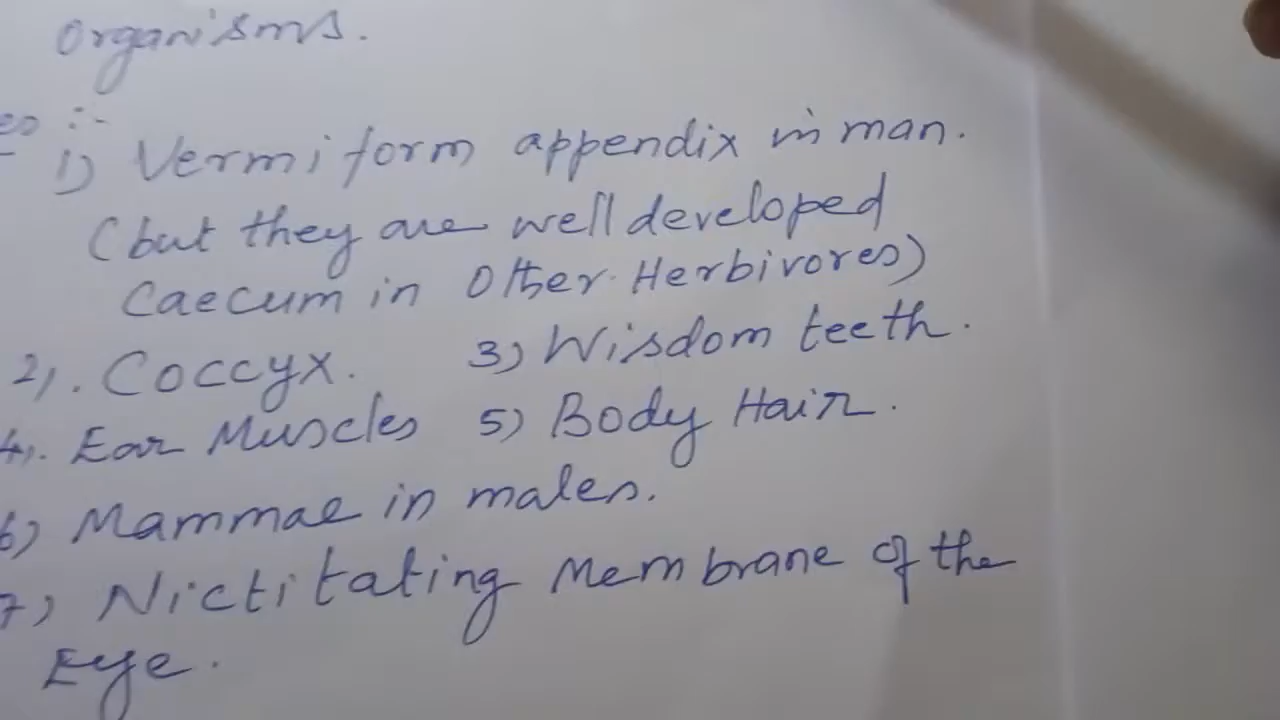 Organisms.
es :-
1) Vermiform appendix in man.
(but they are well developed
Caecum in Other Herbivores)
2). Coccyx. 3) Wisdom teeth.
4). Ear Muscles 5) Body Hair.
6) Mammae in males.
7) Nictitating Membrane of the
Eye.